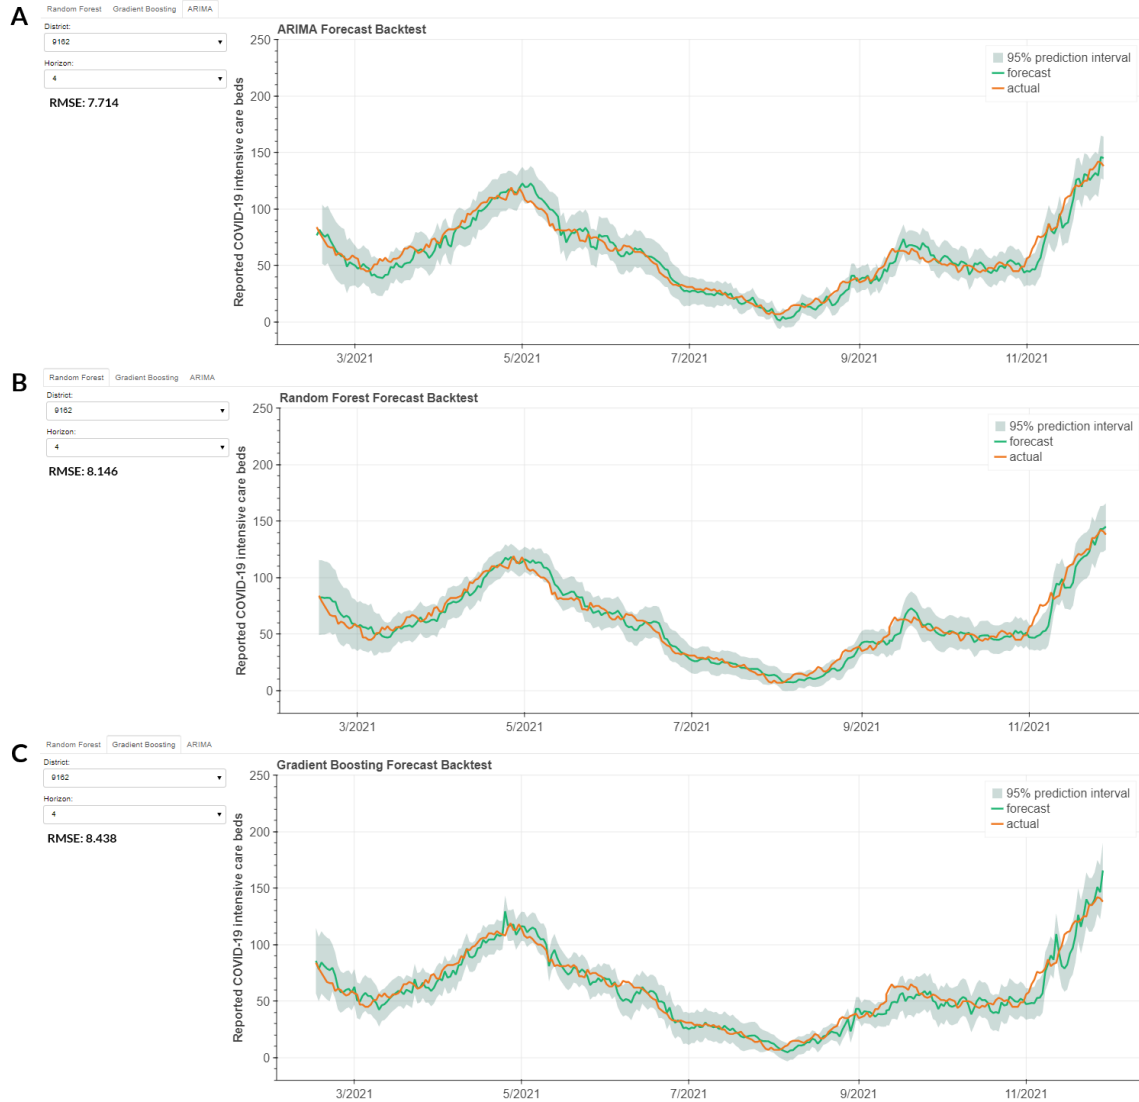 A
Random Forest Gradient Boosting ARIMA
District:
9162
Horizon:
4
RMSE: 7.714
ARIMA Forecast Backtest
Reported COVID-19 intensive care beds
250
200
150
100
50
0
3/2021 5/2021 7/2021 9/2021 11/2021
95% prediction interval
forecast
actual
B
Random Forest Gradient Boosting ARIMA
District:
9162
Horizon:
4
RMSE: 8.146
Random Forest Forecast Backtest
Reported COVID-19 intensive care beds
250
200
150
100
50
0
3/2021 5/2021 7/2021 9/2021 11/2021
95% prediction interval
forecast
actual
C
Random Forest Gradient Boosting ARIMA
District:
9162
Horizon:
4
RMSE: 8.438
Gradient Boosting Forecast Backtest
Reported COVID-19 intensive care beds
250
200
150
100
50
0
3/2021 5/2021 7/2021 9/2021 11/2021
95% prediction interval
forecast
actual